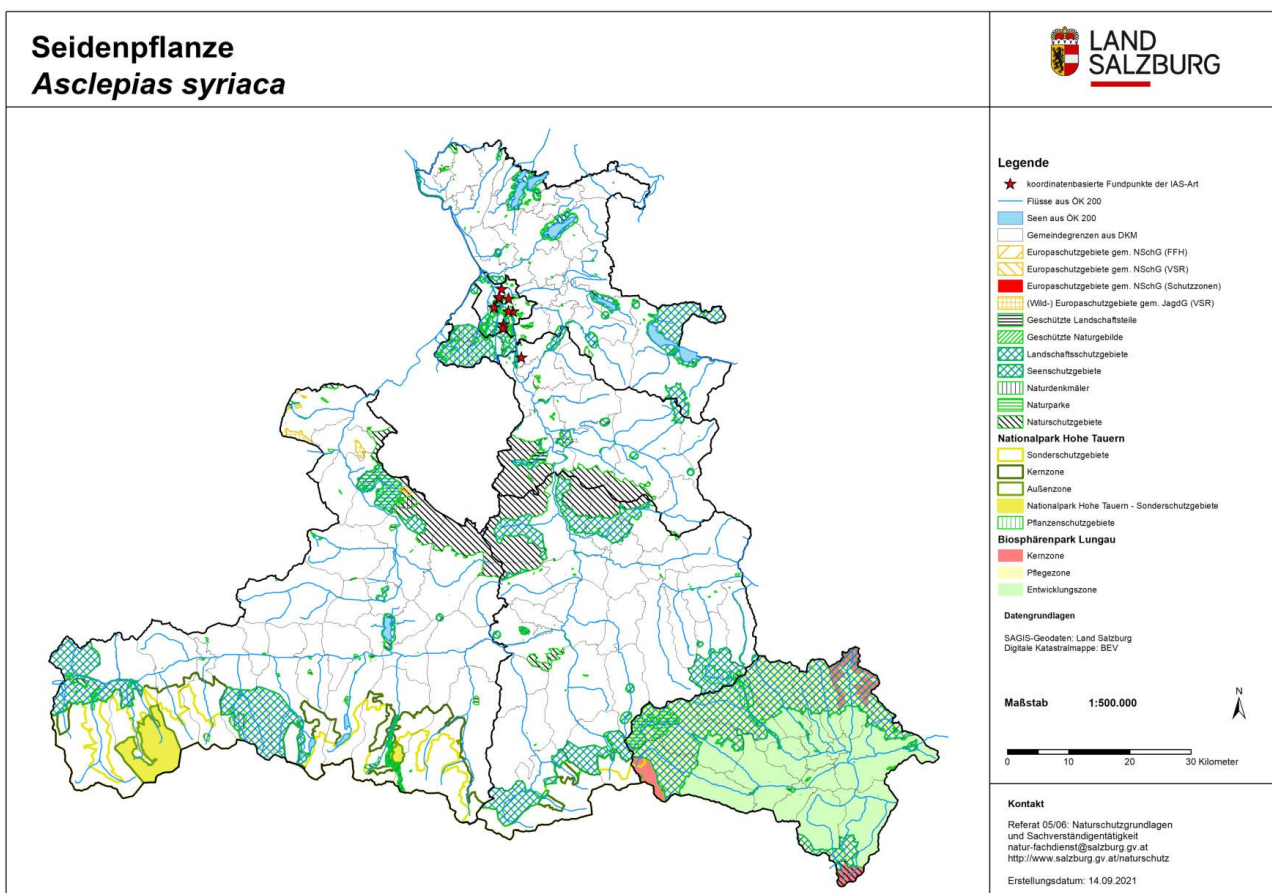 Seidenpflanze
Asclepias syriaca
LAND
SALZBURG
Legende
koordinatenbasierte Fundpunkte der IAS-Art
Flüsse aus ÖK 200
Seen aus ÖK 200
Gemeindegrenzen aus DKM
Europaschutzgebiete gem. NSchG (FFH)
Europaschutzgebiete gem. NSchG (VSR)
Europaschutzgebiete gem. NSchG (Schutzzonen)
(Wild-) Europaschutzgebiete gem. JagdG (VSR)
Geschützte Landschaftsteile
Geschützte Naturgebilde
Landschaftsschutzgebiete
Seenschutzgebiete
Naturdenkmäler
Naturparke
Naturschutzgebiete
Nationalpark Hohe Tauern
Sonderschutzgebiete
Kernzone
Außenzone
Nationalpark Hohe Tauern - Sonderschutzgebiete
Pflanzenschutzgebiete
Biosphärenpark Lungau
Kernzone
Pflegezone
Entwicklungszone
Datengrundlagen
SAGIS-Geodaten: Land Salzburg
Digitale Katastralmappe: BEV
Maßstab 1:500.000
N
0 5 10 20 30 Kilometer
Kontakt
Referat 05/06: Naturschutzgrundlagen
und Sachverständigentätigkeit
natur-fachdienst@salzburg.gv.at
http://www.salzburg.gv.at/naturschutz
Erstellungsdatum: 14.09.2021